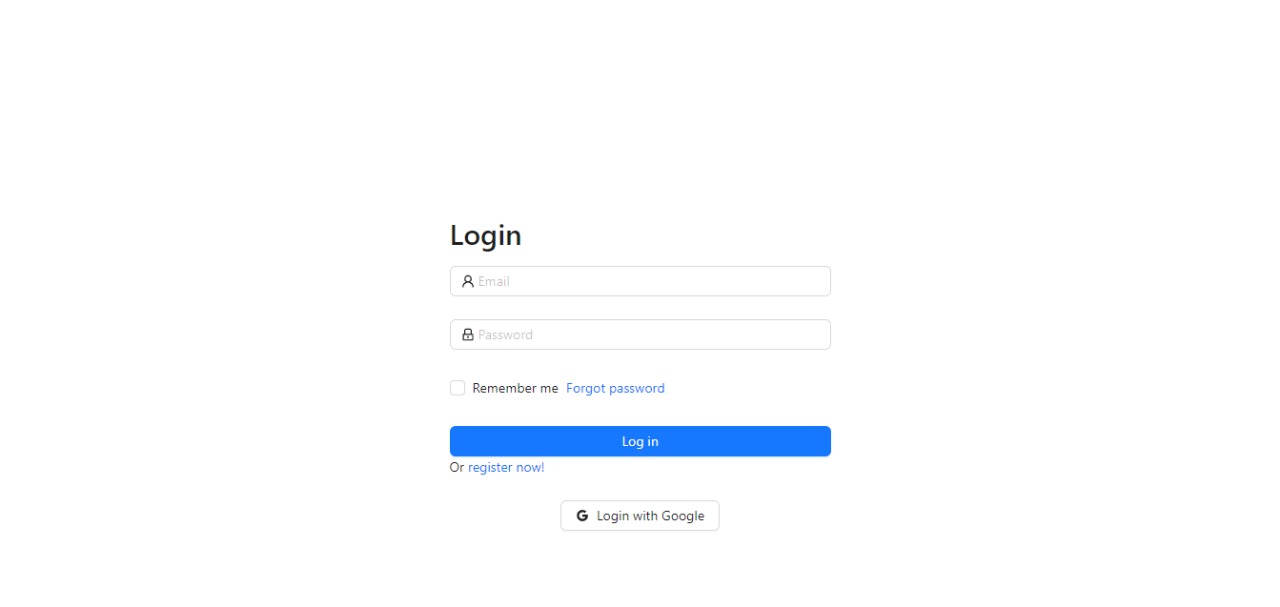 Login
Email
Password
Remember me Forgot password
Log in
Or register now!
Login with Google